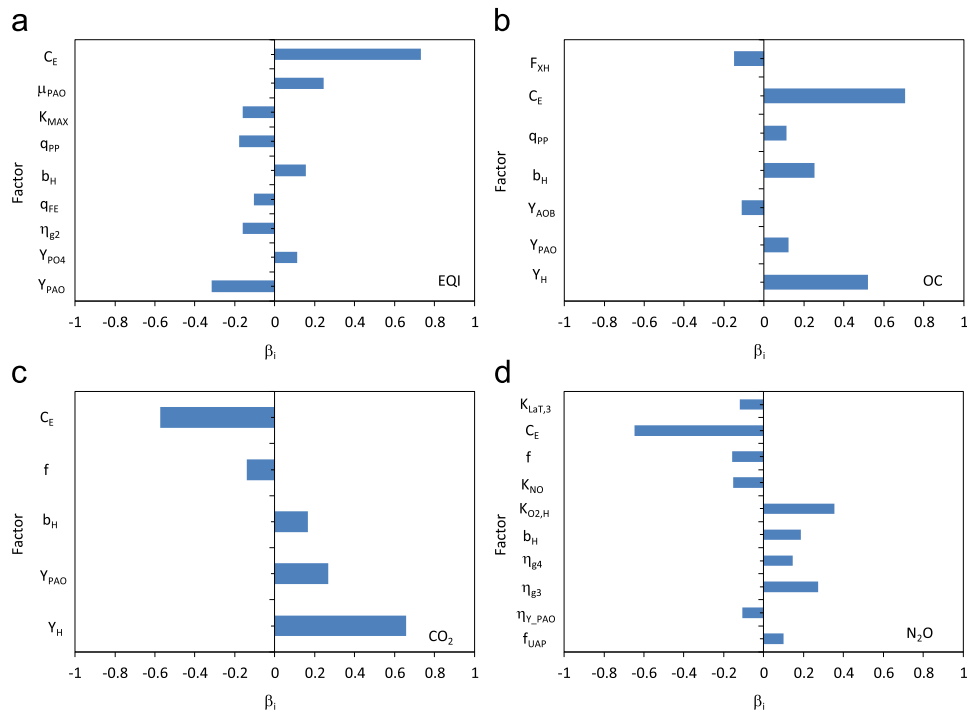 a
C_E
μ_PAO
K_MAX
q_PP
b_H
q_FE
η_g2
Y_PO4
Y_PAO
Factor
EQI
-1 -0.8 -0.6 -0.4 -0.2 0 0.2 0.4 0.6 0.8 1
β_i
b
F_XH
C_E
q_PP
b_H
Y_AOB
Y_PAO
Y_H
Factor
OC
-1 -0.8 -0.6 -0.4 -0.2 0 0.2 0.4 0.6 0.8 1
β_i
c
C_E
f
b_H
Y_PAO
Y_H
Factor
CO_2
-1 -0.8 -0.6 -0.4 -0.2 0 0.2 0.4 0.6 0.8 1
β_i
d
K_LaT,3
C_E
f
K_NO
K_O2,H
b_H
η_g4
η_g3
η_Y_PAO
f_UAP
Factor
N_2O
-1 -0.8 -0.6 -0.4 -0.2 0 0.2 0.4 0.6 0.8 1
β_i